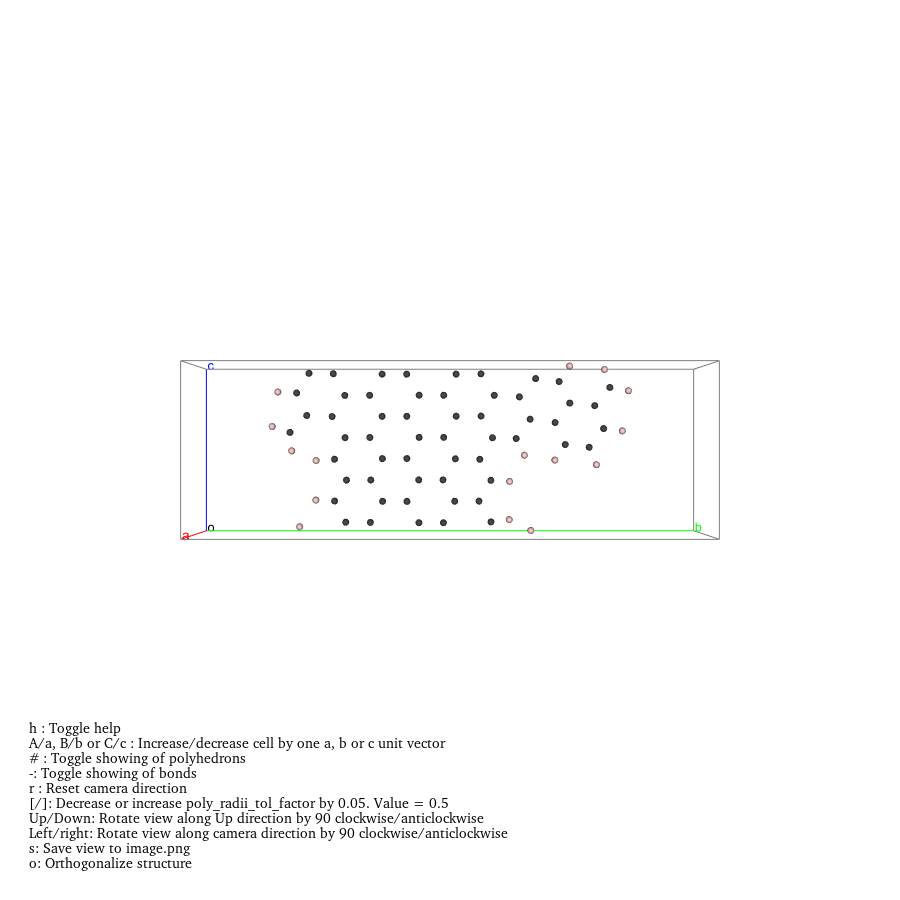 c
o
b
a
h : Toggle help
A/a, B/b or C/c : Increase/decrease cell by one a, b or c unit vector
# : Toggle showing of polyhedrons
-: Toggle showing of bonds
r : Reset camera direction
[/]: Decrease or increase poly_radii_tol_factor by 0.05. Value = 0.5
Up/Down: Rotate view along Up direction by 90 clockwise/anticlockwise
Left/right: Rotate view along camera direction by 90 clockwise/anticlockwise
s: Save view to image.png
o: Orthogonalize structure